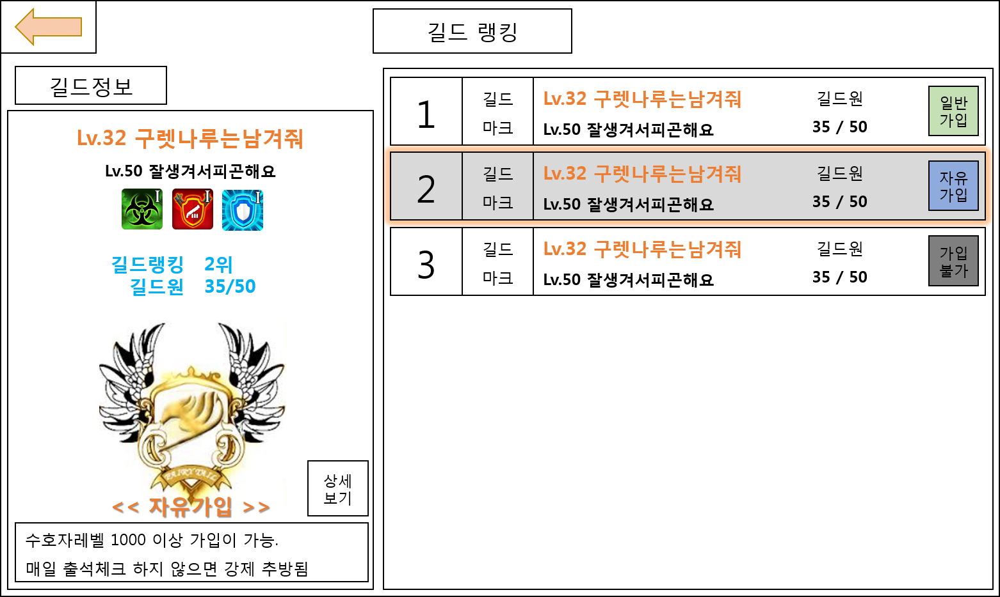 길드 랭킹
길드정보
Lv.32 구렛나루는남겨줘
Lv.50 잘생겨서피곤해요
I I I
길드랭킹 2위
길드원 35/50
FAIRY TAIL
<< 자유가입 >>
상세
보기
수호자레벨 1000 이상 가입이 가능.
매일 출석체크 하지 않으면 강제 추방됨
1
길드
마크
Lv.32 구렛나루는남겨줘
Lv.50 잘생겨서피곤해요
길드원
35 / 50
일반
가입
2
길드
마크
Lv.32 구렛나루는남겨줘
Lv.50 잘생겨서피곤해요
길드원
35 / 50
자유
가입
3
길드
마크
Lv.32 구렛나루는남겨줘
Lv.50 잘생겨서피곤해요
길드원
35 / 50
가입
불가